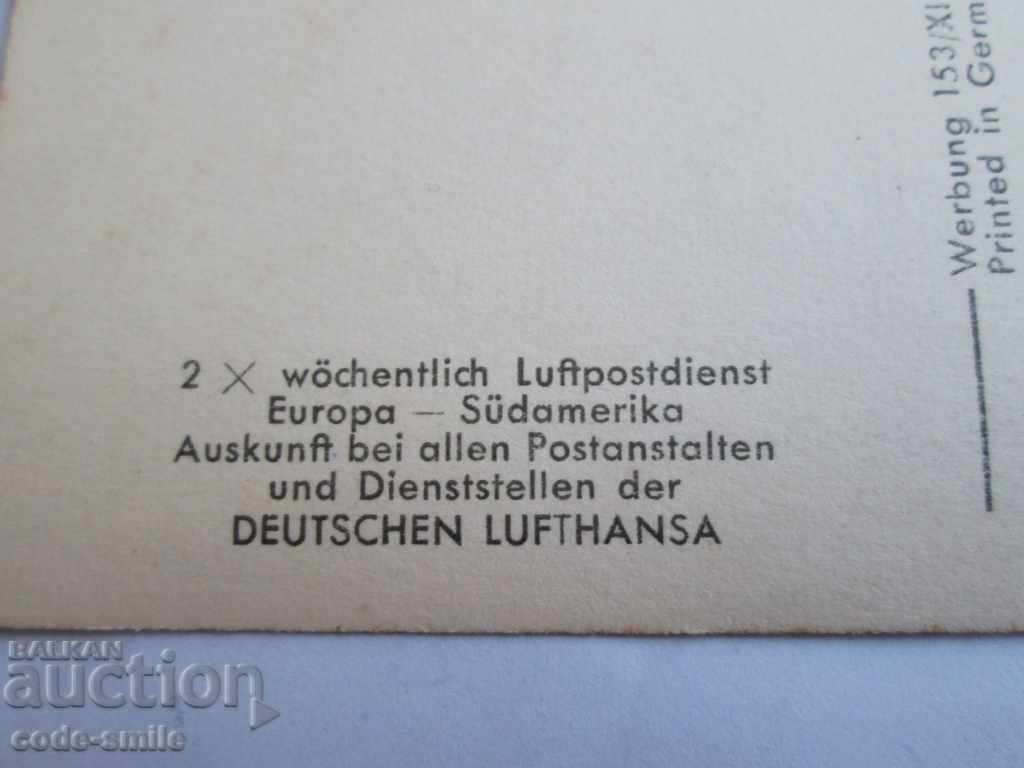 2 × wöchentlich Luftpostdienst
Europa — Südamerika
Auskunft bei allen Postanstalten
und Dienststellen der
DEUTSCHEN LUFTHANSA
Werbung 153/XI
Printed in Germ
BALKAN
auction
code-smile